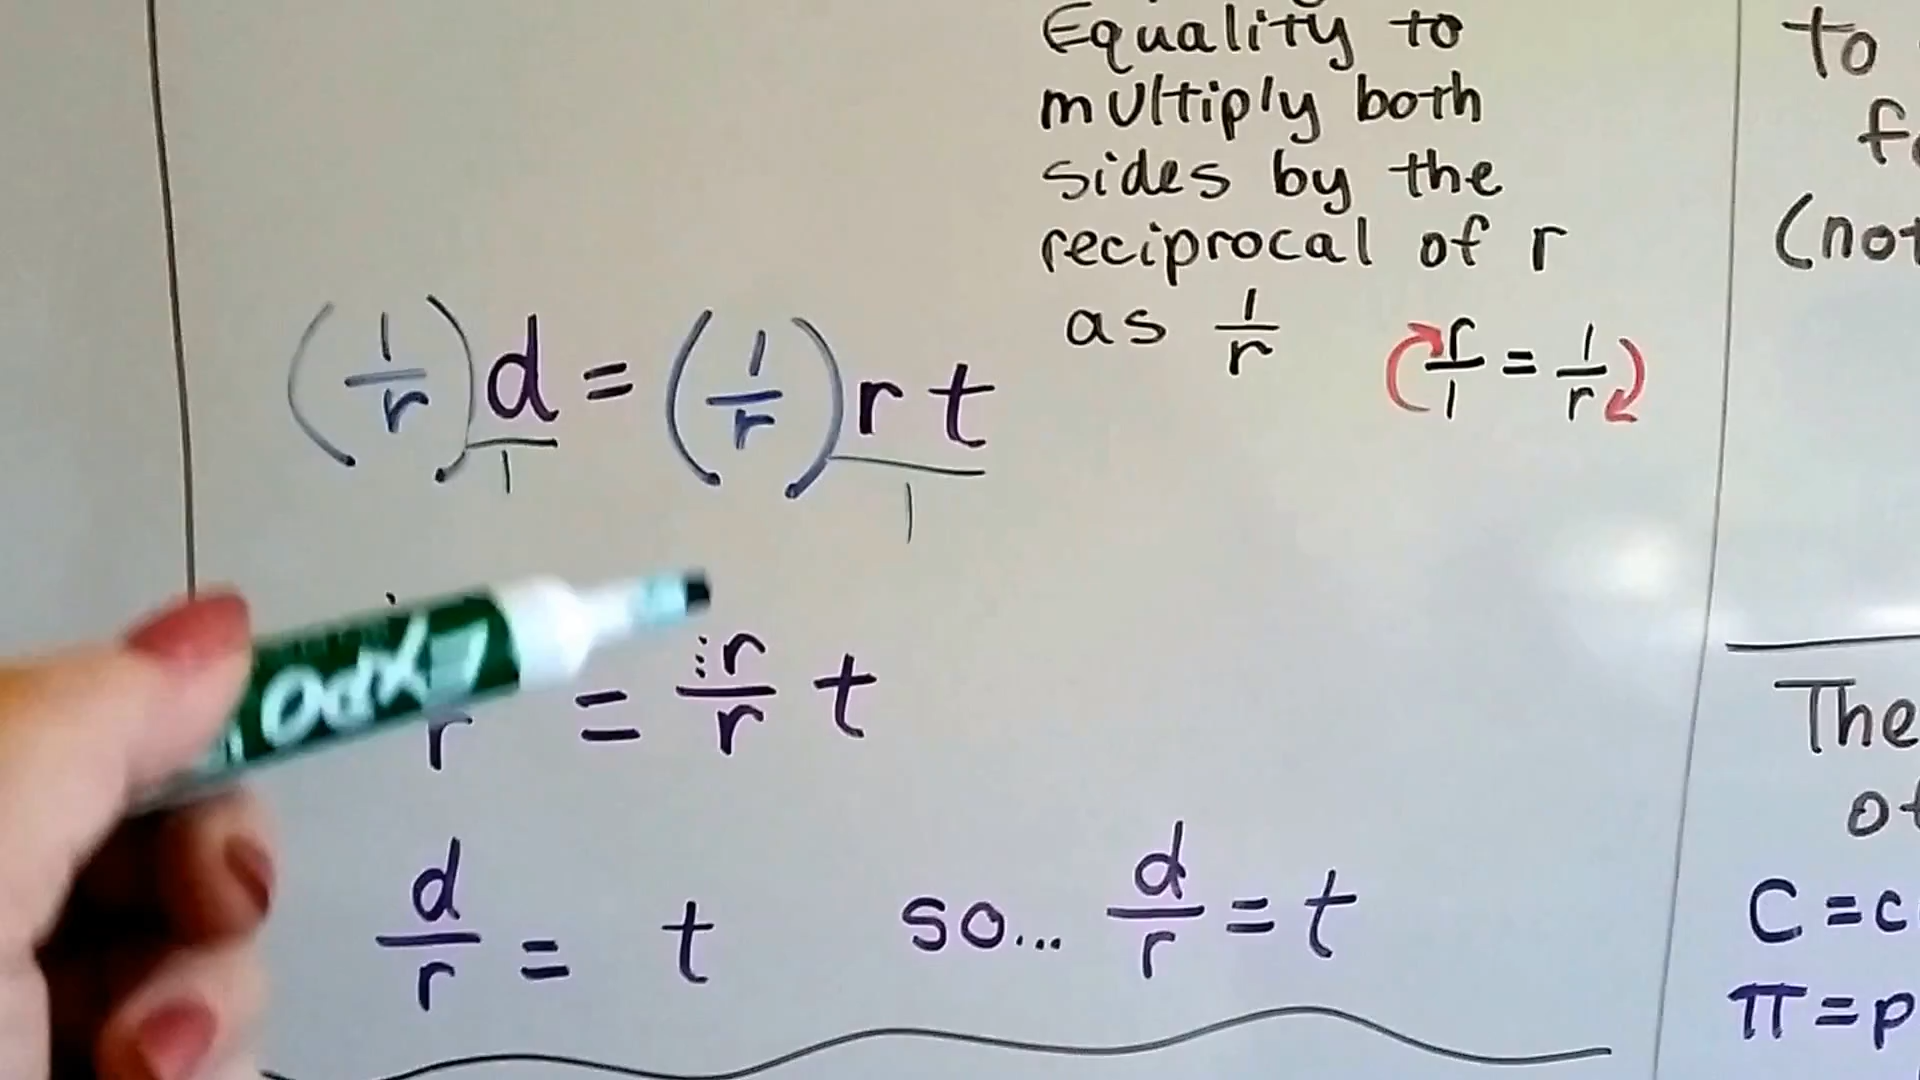 Equality to
multiply both
sides by the
reciprocal of r
as 1/r r/1 = 1/r
(1/r) d/1 = (1/r) rt/1
r = r/r t
d/r = t so... d/r = t
to
(not
The
C = c
π = p
EXPO